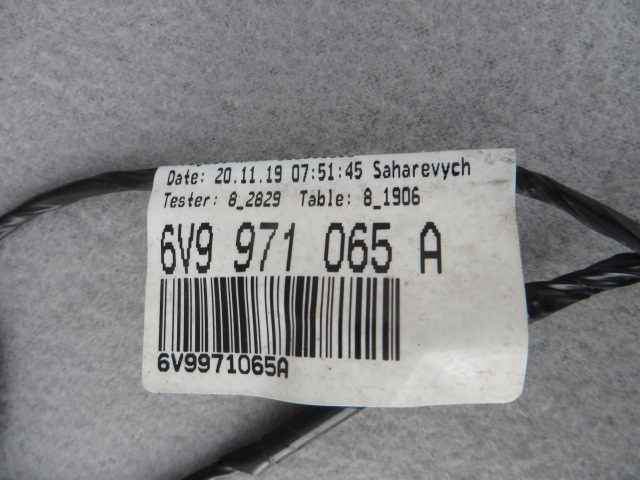 Date: 20.11.19 07:51:45 Saharevych
Tester: 8_2829 Table: 8_1906
6V9 971 065 A
6V9971065A